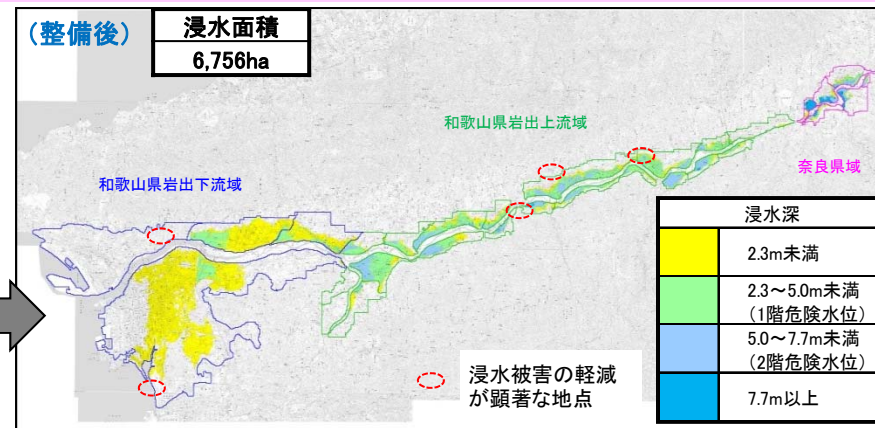 （整備後）
浸水面積
6,756ha
和歌山県岩出上流域
奈良県域
和歌山県岩出下流域
浸水深
2.3m未満
2.3～5.0m未満
（1階危険水位）
5.0～7.7m未満
（2階危険水位）
7.7m以上
浸水被害の軽減
が顕著な地点